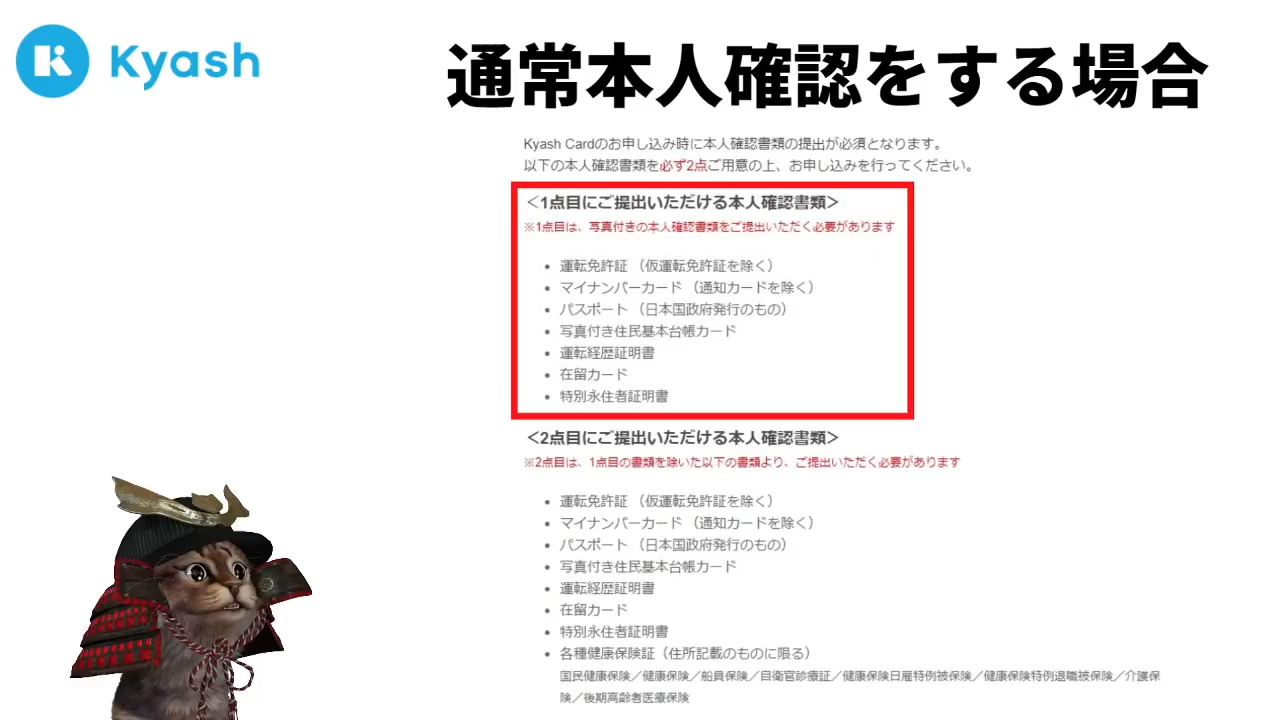 Kyash
通常本人確認をする場合
Kyash Cardのお申し込み時に本人確認書類の提出が必須となります。
以下の本人確認書類を必ず2点ご用意の上、お申し込みを行ってください。
＜1点目にご提出いただける本人確認書類＞
※1点目は、写真付きの本人確認書類をご提出いただく必要があります
• 運転免許証 （仮運転免許証を除く）
• マイナンバーカード （通知カードを除く）
• パスポート （日本国政府発行のもの）
• 写真付き住民基本台帳カード
• 運転経歴証明書
• 在留カード
• 特別永住者証明書
＜2点目にご提出いただける本人確認書類＞
※2点目は、1点目の書類を除いた以下の書類より、ご提出いただく必要があります
• 運転免許証 （仮運転免許証を除く）
• マイナンバーカード （通知カードを除く）
• パスポート （日本国政府発行のもの）
• 写真付き住民基本台帳カード
• 運転経歴証明書
• 在留カード
• 特別永住者証明書
• 各種健康保険証（住所記載のものに限る）
国民健康保険／健康保険／船員保険／自衛官診療証／健康保険日雇特例被保険／健康保険特例退職被保険／介護保
険／後期高齢者医療保険